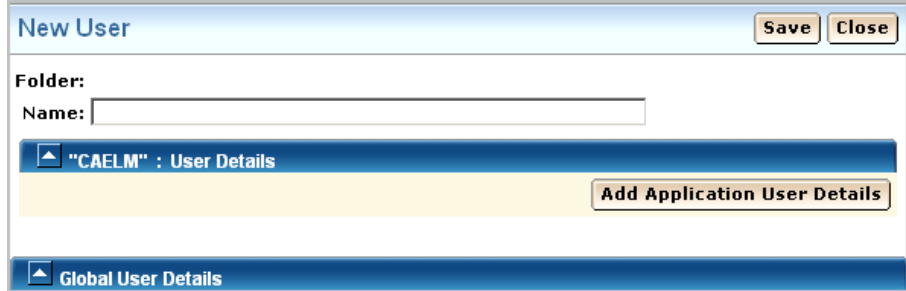 New User
Save Close
Folder:
Name:
"CAELM" : User Details
Add Application User Details
Global User Details